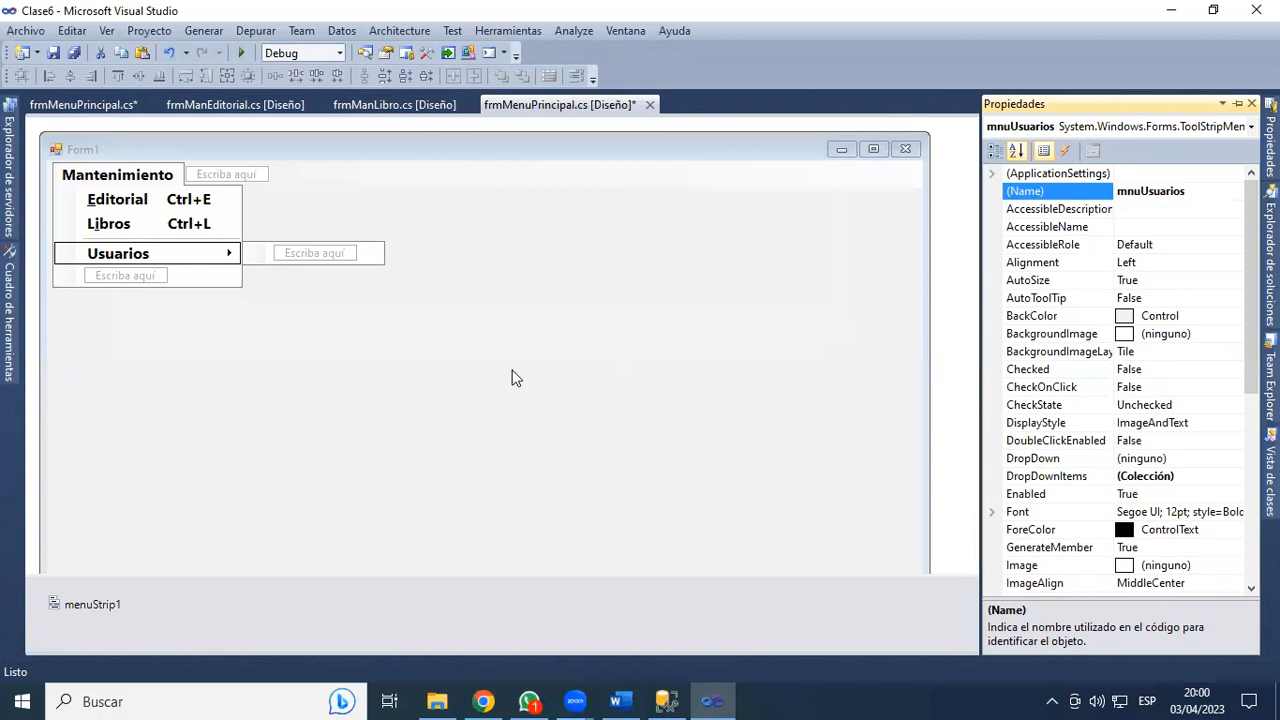 Clase6 - Microsoft Visual Studio
Archivo Editar Ver Proyecto Generar Depurar Team Datos Architecture Test Herramientas Analyze Ventana Ayuda
Debug
frmMenuPrincipal.cs* frmManEditorial.cs [Diseño] frmManLibro.cs [Diseño] frmMenuPrincipal.cs [Diseño]*
Explorador de servidores
Cuadro de herramientas
Form1
Mantenimiento Escriba aquí
Editorial Ctrl+E
Libros Ctrl+L
Usuarios Escriba aquí
Escriba aquí
menuStrip1
Propiedades
mnuUsuarios System.Windows.Forms.ToolStripMen
(ApplicationSettings)
(Name) mnuUsuarios
AccessibleDescription
AccessibleName
AccessibleRole Default
Alignment Left
AutoSize True
AutoToolTip False
BackColor Control
BackgroundImage (ninguno)
BackgroundImageLay Tile
Checked False
CheckOnClick False
CheckState Unchecked
DisplayStyle ImageAndText
DoubleClickEnabled False
DropDown (ninguno)
DropDownItems (Colección)
Enabled True
Font Segoe UI; 12pt; style=Bold
ForeColor ControlText
GenerateMember True
Image (ninguno)
ImageAlign MiddleCenter
(Name)
Indica el nombre utilizado en el código para
identificar el objeto.
Propiedades
Explorador de soluciones
Team Explorer
Vista de clases
Listo
Buscar
1
zoom
ESP
20:00
03/04/2023